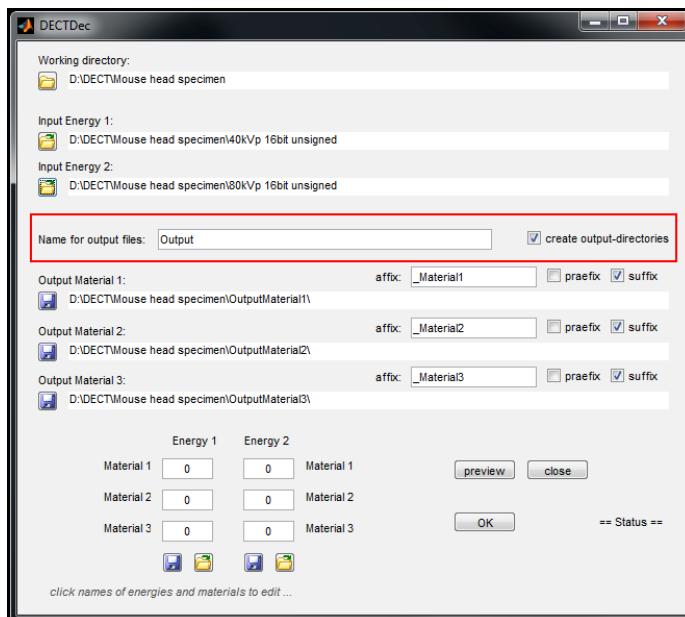 DECTDec
Working directory:
D:\DECT\Mouse head specimen
Input Energy 1:
D:\DECT\Mouse head specimen\40kVp 16bit unsigned
Input Energy 2:
D:\DECT\Mouse head specimen\80kVp 16bit unsigned
Name for output files: Output create output-directories
Output Material 1: affix: _Material1 praefix suffix
D:\DECT\Mouse head specimen\OutputMaterial1\
Output Material 2: affix: _Material2 praefix suffix
D:\DECT\Mouse head specimen\OutputMaterial2\
Output Material 3: affix: _Material3 praefix suffix
D:\DECT\Mouse head specimen\OutputMaterial3\
Energy 1 Energy 2
Material 1 0 0 Material 1 preview close
Material 2 0 0 Material 2
Material 3 0 0 Material 3 OK == Status ==
click names of energies and materials to edit ...